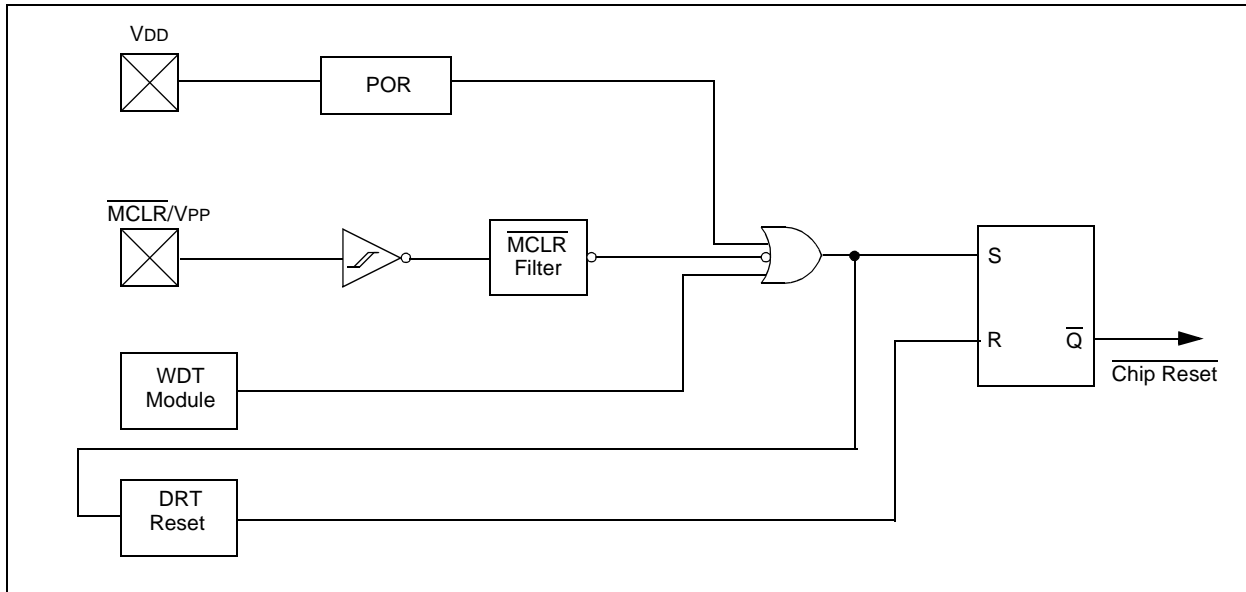 VDD
POR
MCLR/VPP
MCLR
Filter
S
R
Q
Chip Reset
WDT
Module
DRT
Reset